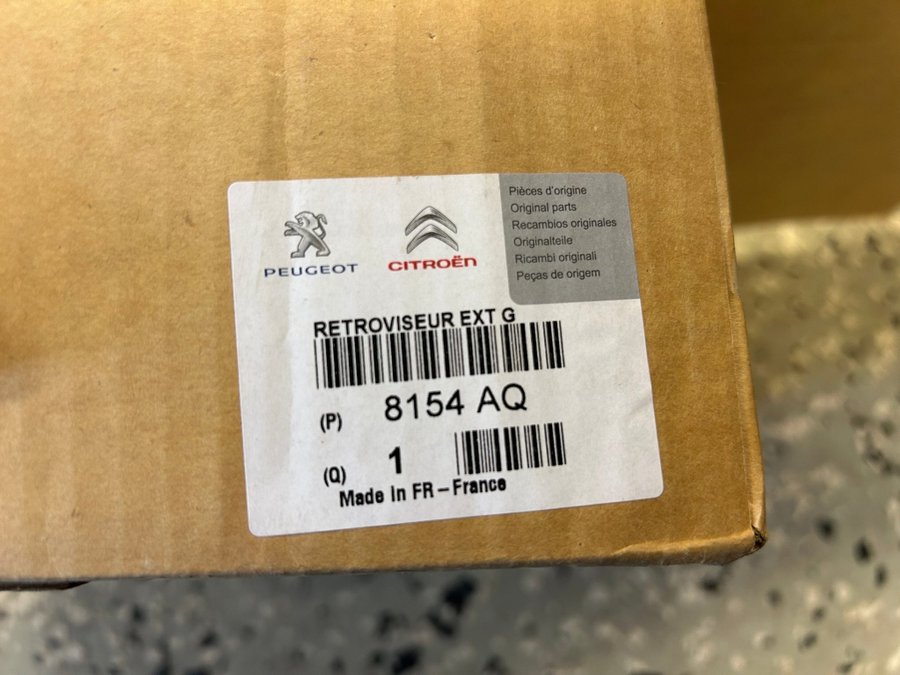 PEUGEOT
CITROËN
Pièces d'origine
Original parts
Recambios originales
Originalteile
Ricambi originali
Peças de origem
RETROVISEUR EXT G
(P) 8154 AQ
(Q) 1
Made In FR – France